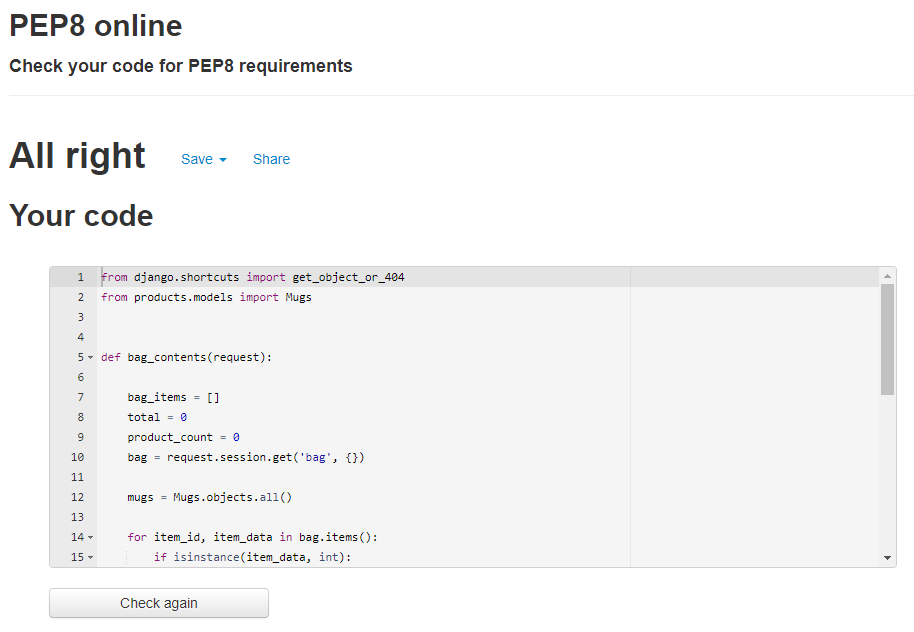 PEP8 online
Check your code for PEP8 requirements
All right Save Share
Your code
1 from django.shortcuts import get_object_or_404
2 from products.models import Mugs
3
4
5 def bag_contents(request):
6
7 bag_items = []
8 total = 0
9 product_count = 0
10 bag = request.session.get('bag', {})
11
12 mugs = Mugs.objects.all()
13
14 for item_id, item_data in bag.items():
15 if isinstance(item_data, int):
Check again